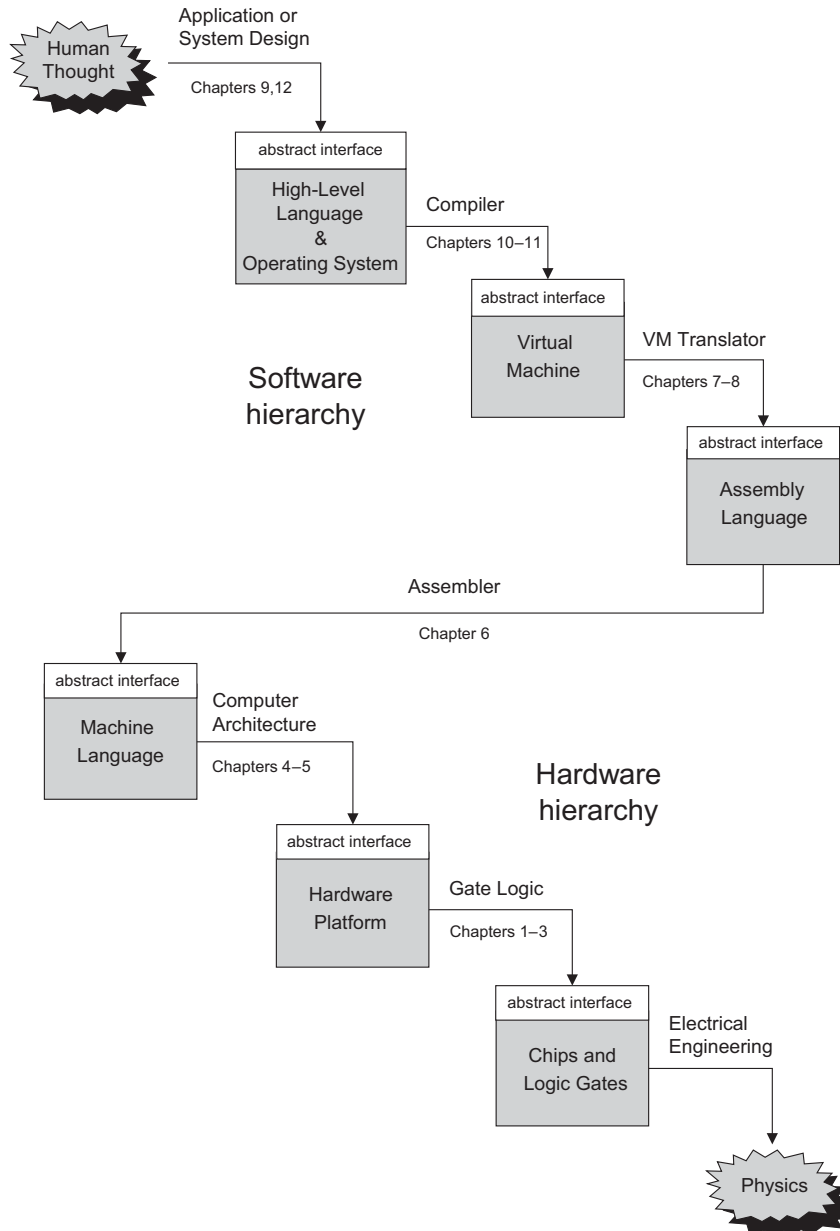 Application or
System Design
Human
Thought
Chapters 9,12
abstract interface
High-Level
Language
&
Operating System
Compiler
Chapters 10–11
abstract interface
Virtual
Machine
VM Translator
Chapters 7–8
Software
hierarchy
abstract interface
Assembly
Language
Assembler
Chapter 6
abstract interface
Machine
Language
Computer
Architecture
Chapters 4–5
Hardware
hierarchy
abstract interface
Hardware
Platform
Gate Logic
Chapters 1–3
abstract interface
Chips and
Logic Gates
Electrical
Engineering
Physics